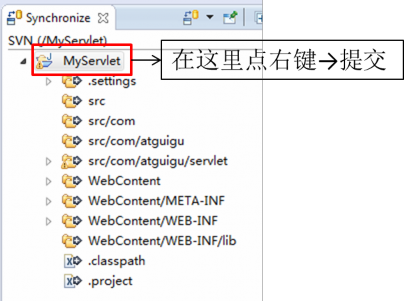 Synchronize
SVN (/MyServlet)
MyServlet
在这里点右键→提交
.settings
src
src/com
src/com/atguigu
src/com/atguigu/servlet
WebContent
WebContent/META-INF
WebContent/WEB-INF
WebContent/WEB-INF/lib
.classpath
.project